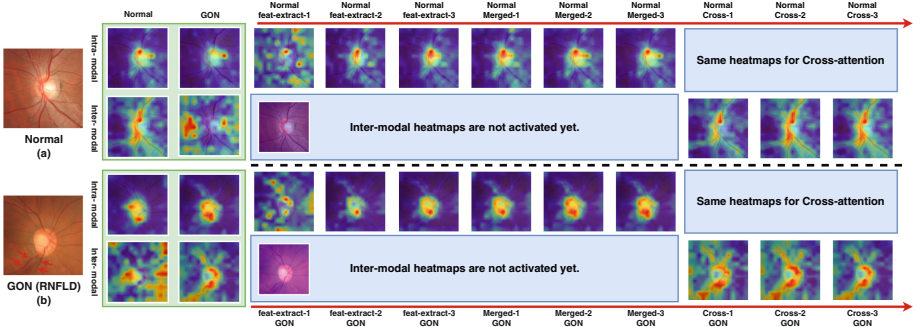 Normal GON
Normal Normal Normal Normal Normal Normal Normal Normal Normal
feat-extract-1 feat-extract-2 feat-extract-3 Merged-1 Merged-2 Merged-3 Cross-1 Cross-2 Cross-3
Intra- modal
Same heatmaps for Cross-attention
Inter- modal
Inter-modal heatmaps are not activated yet.
Normal
(a)
Intra- modal
Same heatmaps for Cross-attention
Inter- modal
Inter-modal heatmaps are not activated yet.
GON (RNFLD)
(b)
feat-extract-1 feat-extract-2 feat-extract-3 Merged-1 Merged-2 Merged-3 Cross-1 Cross-2 Cross-3
GON GON GON GON GON GON GON GON GON